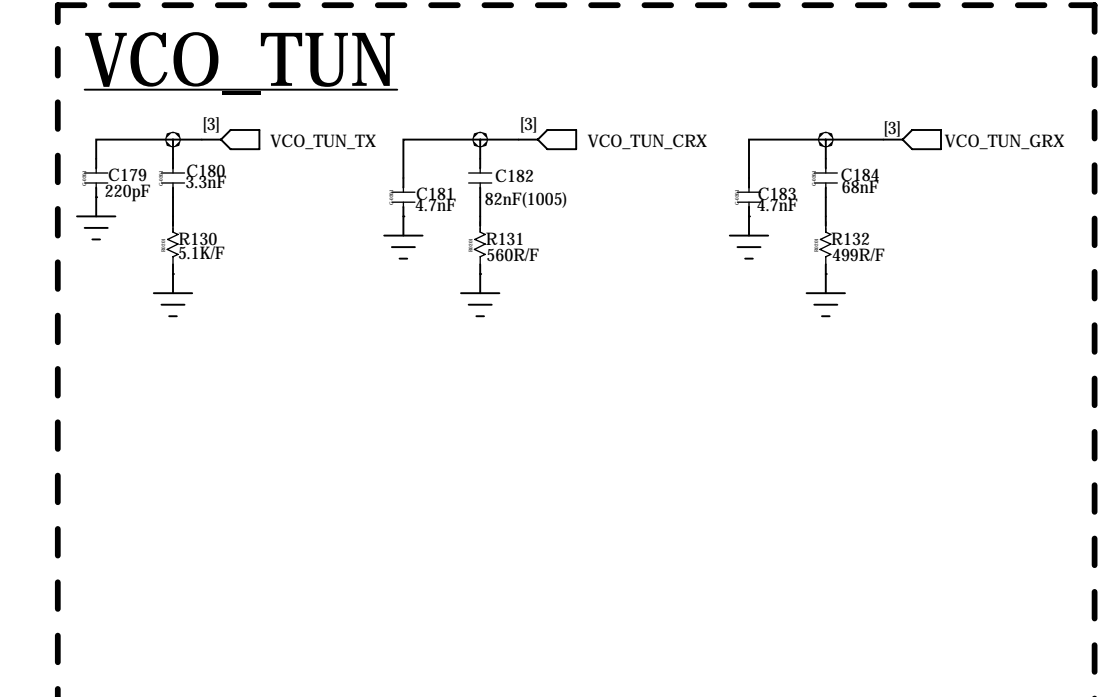 VCO_TUN
[3]
VCO_TUN_TX
C179
220pF
C180
3.3nF
R130
5.1K/F
[3]
VCO_TUN_CRX
C181
4.7nF
C182
82nF(1005)
R131
560R/F
[3]
VCO_TUN_GRX
C183
4.7nF
C184
68nF
R132
499R/F